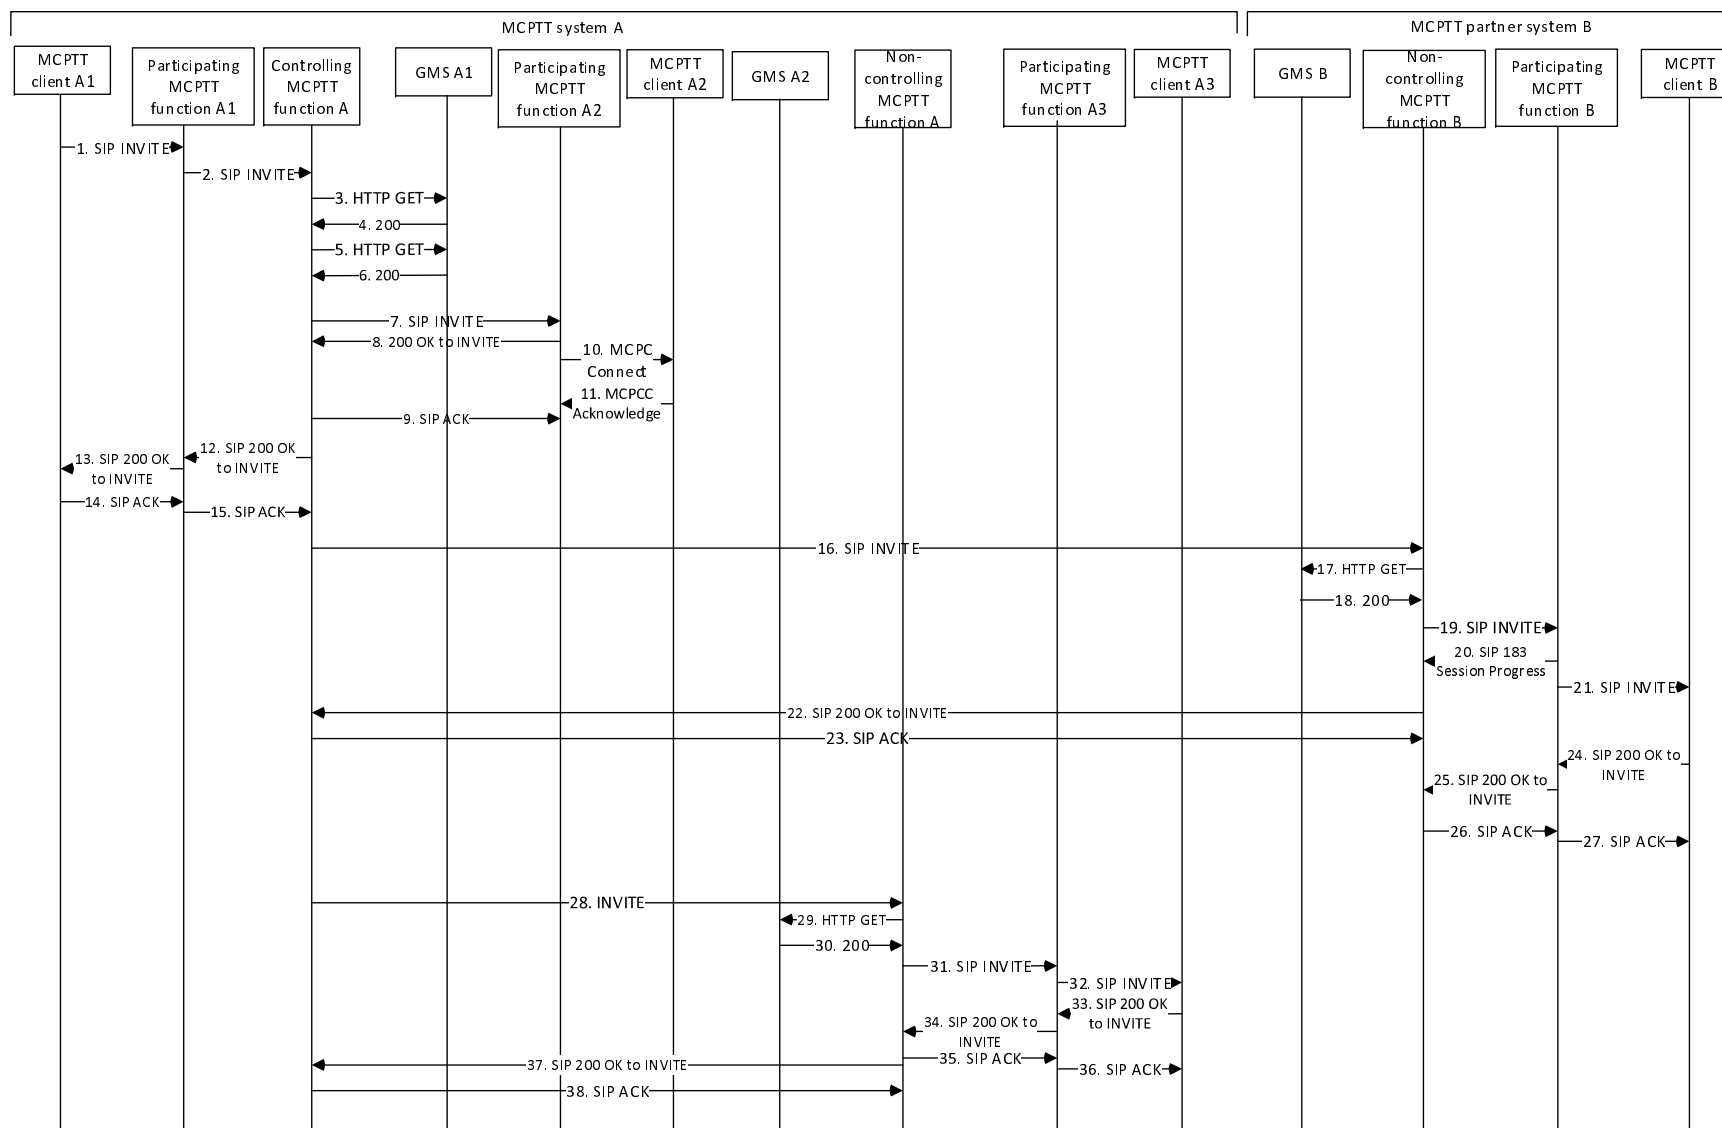 MCPTT system A
MCPTT partner system B
MCPTT
client A1
Participating
MCPTT
function A1
Controlling
MCPTT
function A
GMS A1
Participating
MCPTT
function A2
MCPTT
client A2
GMS A2
Non-
controlling
MCPTT
function A
Participating
MCPTT
function A3
MCPTT
client A3
GMS B
Non-
controlling
MCPTT
function B
Participating
MCPTT
function B
MCPTT
client B
1. SIP INVITE
2. SIP INVITE
3. HTTP GET
4. 200
5. HTTP GET
6. 200
7. SIP INVITE
8. 200 OK to INVITE
10. MCPC
Connect
11. MCPCC
Acknowledge
9. SIP ACK
12. SIP 200 OK
to INVITE
13. SIP 200 OK
to INVITE
14. SIP ACK
15. SIP ACK
16. SIP INVITE
17. HTTP GET
18. 200
19. SIP INVITE
20. SIP 183
Session Progress
21. SIP INVITE
22. SIP 200 OK to INVITE
23. SIP ACK
24. SIP 200 OK to
INVITE
25. SIP 200 OK to
INVITE
26. SIP ACK
27. SIP ACK
28. INVITE
29. HTTP GET
30. 200
31. SIP INVITE
32. SIP INVITE
33. SIP 200 OK
to INVITE
34. SIP 200 OK to
INVITE
35. SIP ACK
37. SIP 200 OK to INVITE
36. SIP ACK
38. SIP ACK